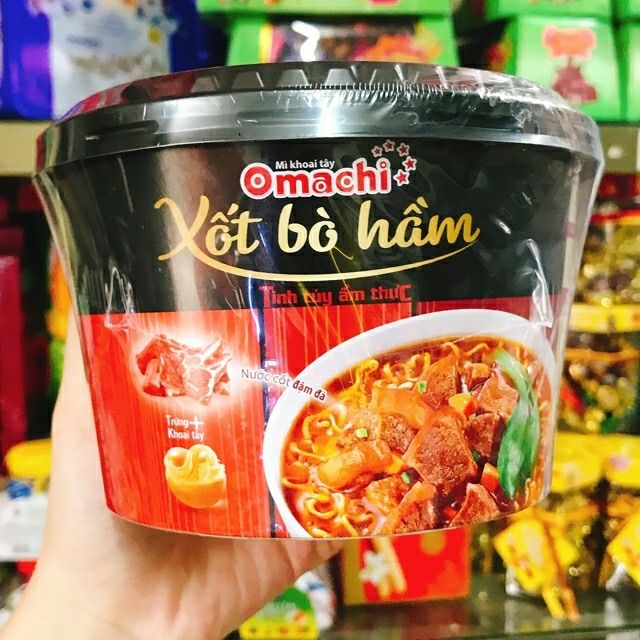 Mì khoai tây
Omachi
Xốt bò hầm
Tinh túy ẩm thực
Nước cốt đậm đà
Trứng +
Khoai tây